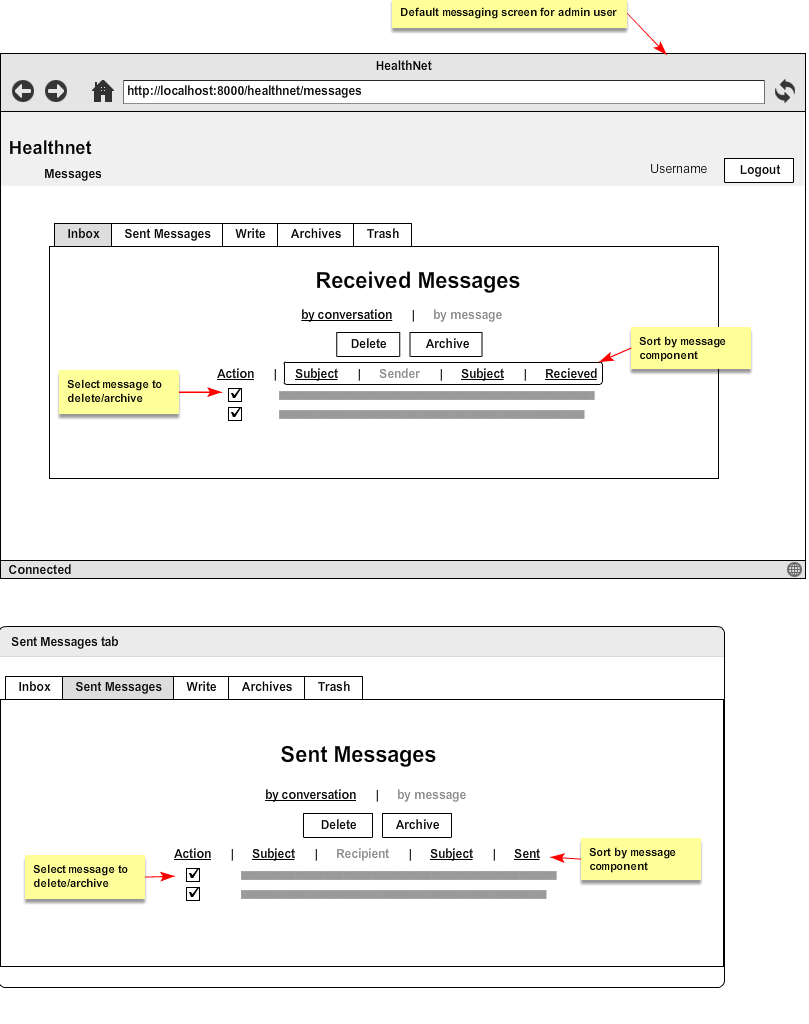 Default messaging screen for admin user
HealthNet
http://localhost:8000/healthnet/messages
Healthnet
Messages
Username
Logout
Inbox
Sent Messages
Write
Archives
Trash
Received Messages
by conversation | by message
Delete
Archive
Sort by message
component
Action | Subject | Sender | Subject | Recieved
Select message to
delete/archive
Connected
Sent Messages tab
Inbox
Sent Messages
Write
Archives
Trash
Sent Messages
by conversation | by message
Delete
Archive
Action | Subject | Recipient | Subject | Sent
Sort by message
component
Select message to
delete/archive